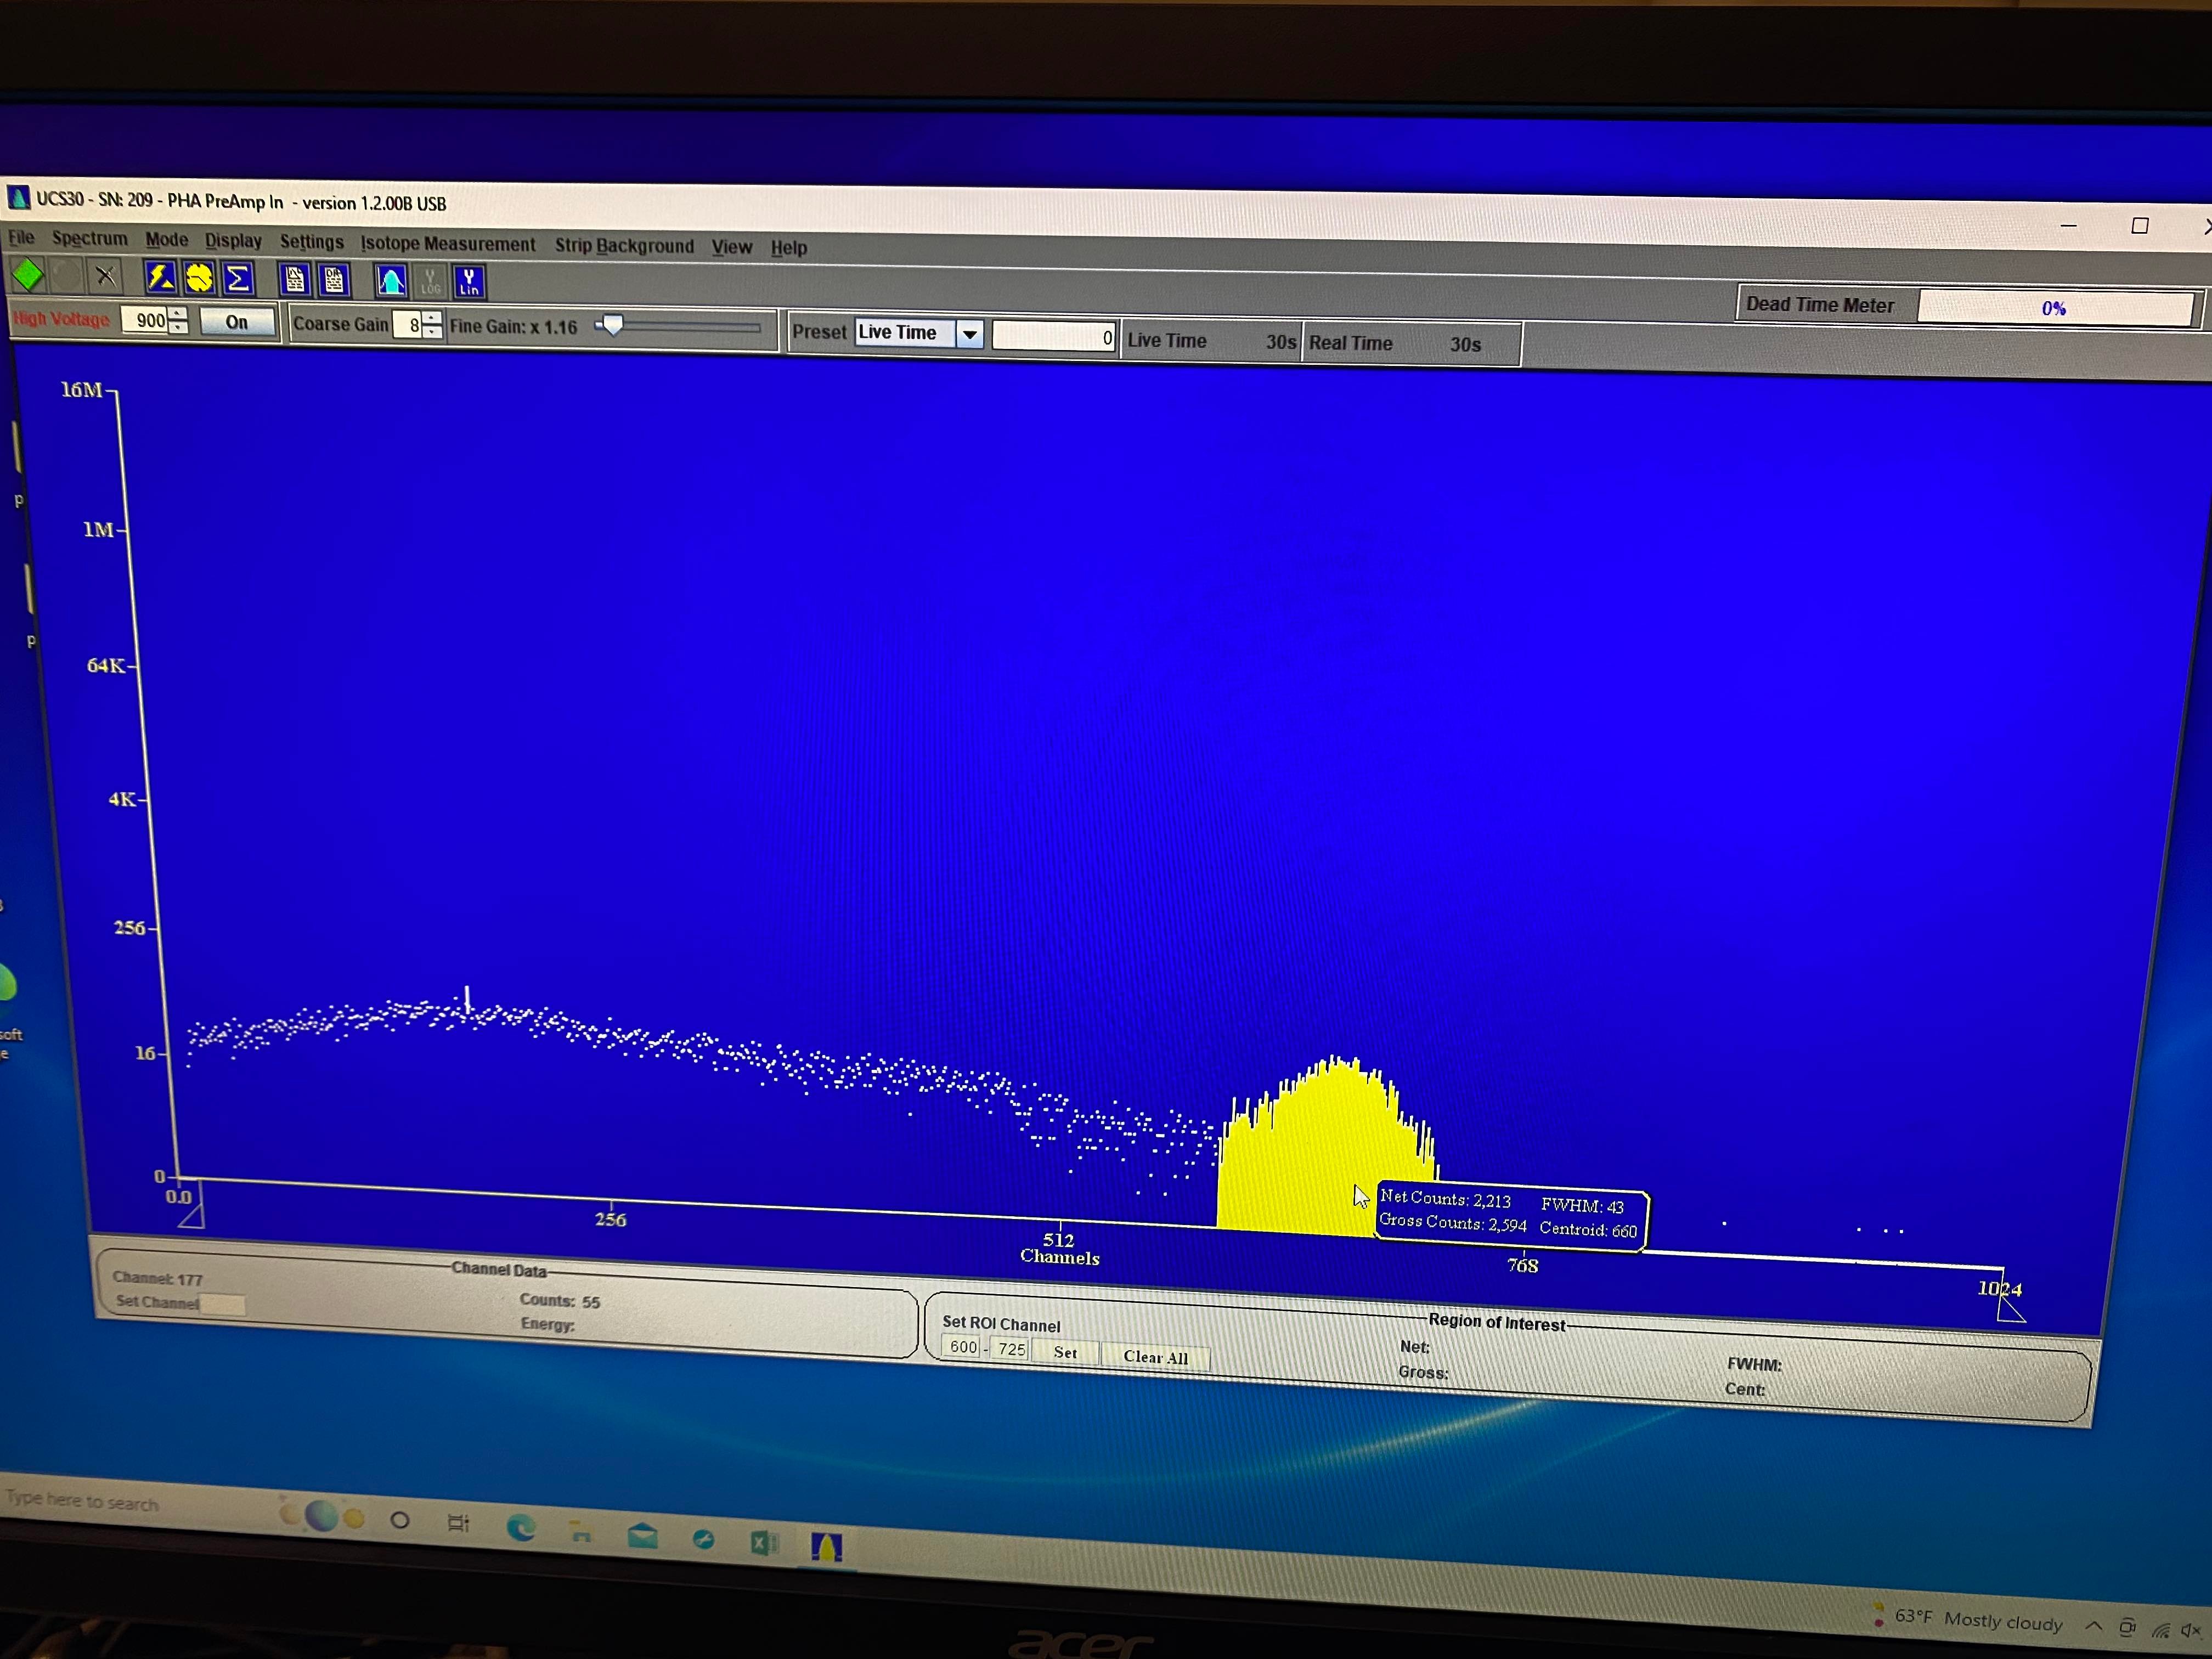 UCS30 - SN: 209 - PHA PreAmp In - version 1.2.00B USB
File Spectrum Mode Display Settings Isotope Measurement Strip Background View Help
Y LOG Y Lin
Dead Time Meter 0%
High Voltage 900 On Coarse Gain 8 Fine Gain: x 1.16 Preset Live Time 0 Live Time 30s Real Time 30s
16M
1M
64K
4K
256
16
0
0.0 256 512 768 1024
Channels
Net Counts: 2,213 FWHM: 43
Gross Counts: 2,594 Centroid: 660
Channel Data
Channel: 177
Counts: 55
Set Channel
Energy:
Region of Interest
Set ROI Channel
600 - 725 Set Clear All
Net:
Gross:
FWHM:
Cent:
Type here to search
63°F Mostly cloudy
acer